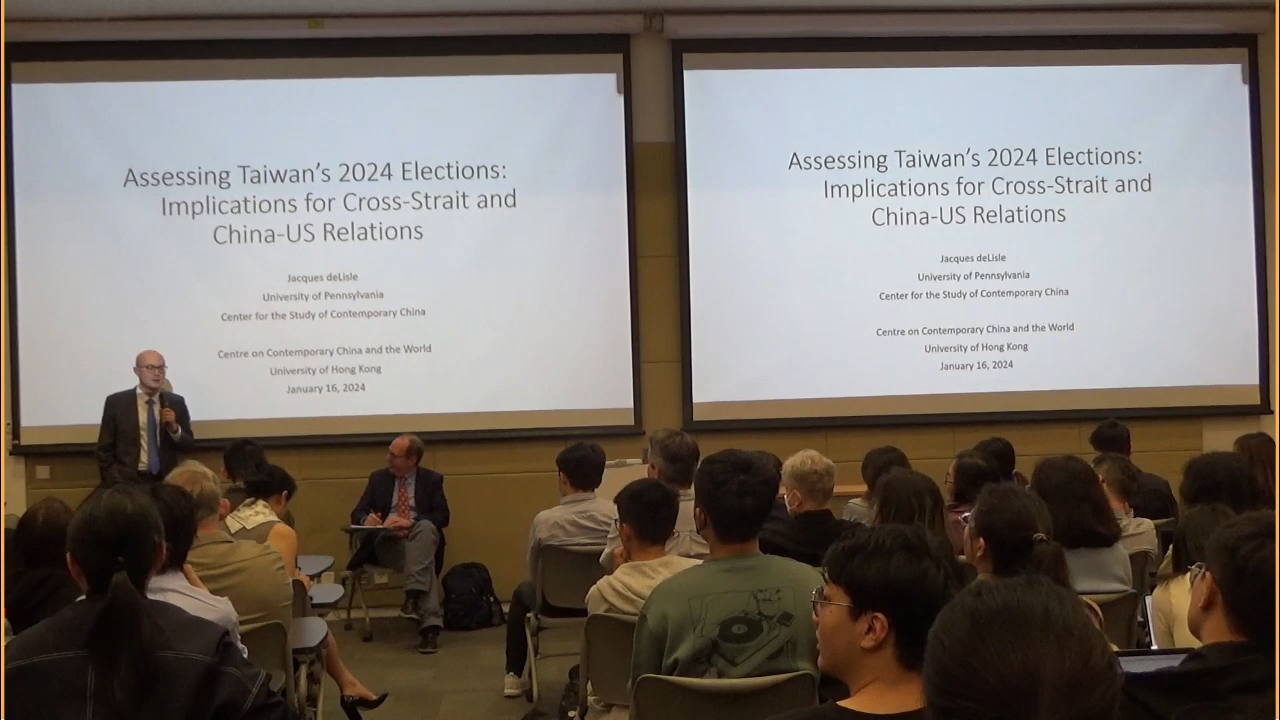 Assessing Taiwan's 2024 Elections:
Implications for Cross-Strait and
China-US Relations
Jacques deLisle
University of Pennsylvania
Center for the Study of Contemporary China
Centre on Contemporary China and the World
University of Hong Kong
January 16, 2024
Assessing Taiwan's 2024 Elections:
Implications for Cross-Strait and
China-US Relations
Jacques deLisle
University of Pennsylvania
Center for the Study of Contemporary China
Centre on Contemporary China and the World
University of Hong Kong
January 16, 2024